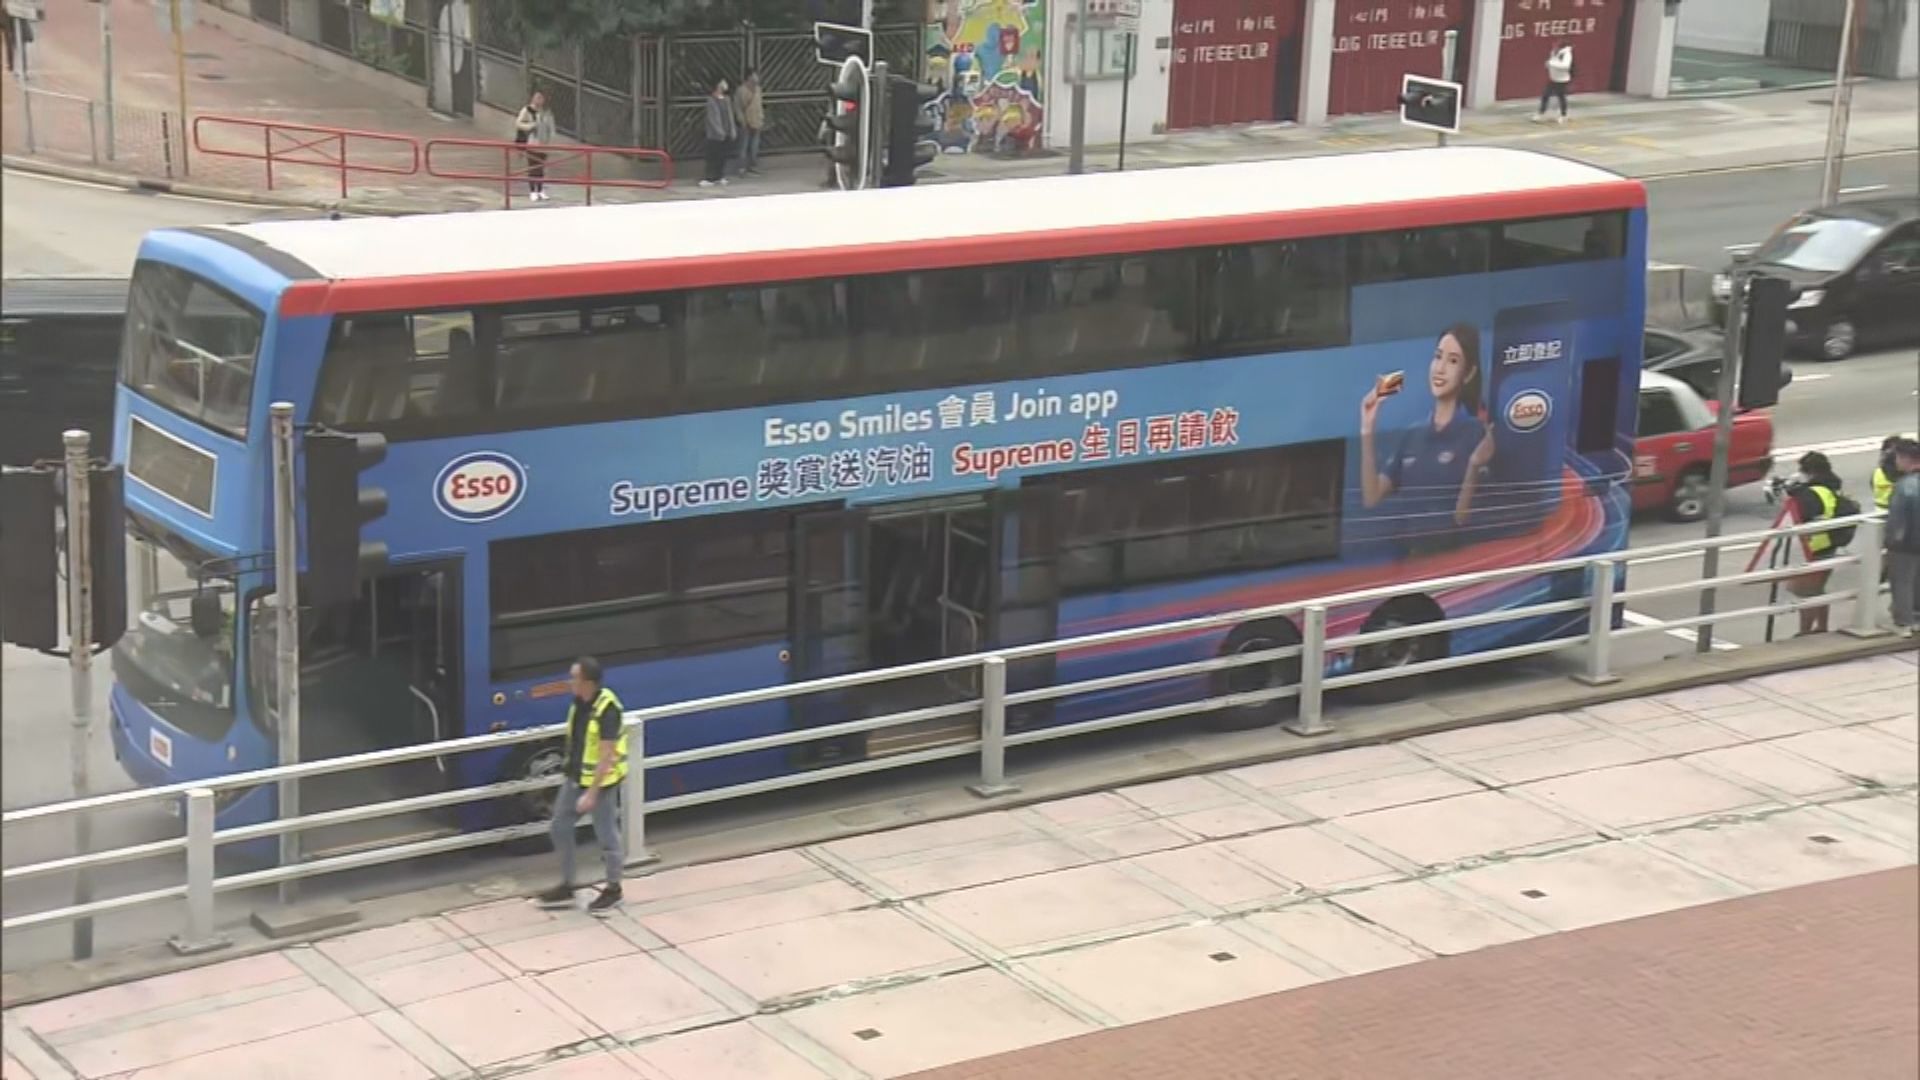 AED
Esso Smiles 會員 Join app
Supreme 獎賞送汽油 Supreme 生日再請飲
Esso
立即登記
Esso